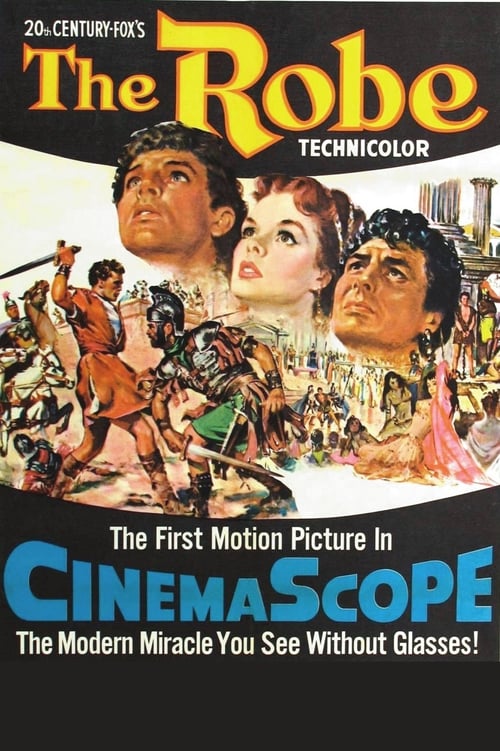 20th CENTURY-FOX'S
The Robe
TECHNICOLOR
The First Motion Picture In
CINEMASCOPE
The Modern Miracle You See Without Glasses!